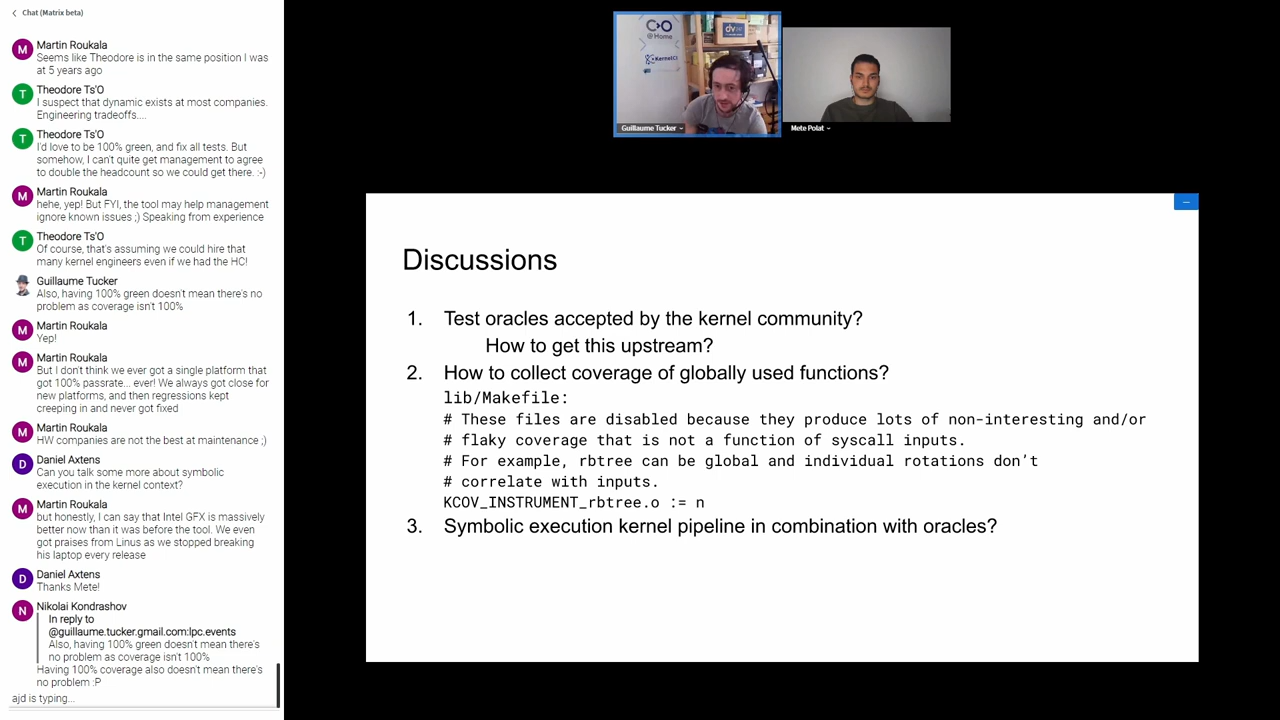 Chat (Matrix beta)
Martin Roukala
Seems like Theodore is in the same position I was
at 5 years ago
Theodore Ts'O
I suspect that dynamic exists at most companies.
Engineering tradeoffs....
Theodore Ts'O
I'd love to be 100% green, and fix all tests. But
somehow, I can't quite get management to agree
to double the headcount so we could get there. :-)
Martin Roukala
hehe, yep! But FYI, the tool may help management
ignore known issues ;) Speaking from experience
Theodore Ts'O
Of course, that's assuming we could hire that
many kernel engineers even if we had the HC!
Guillaume Tucker
Also, having 100% green doesn't mean there's no
problem as coverage isn't 100%
Martin Roukala
Yep!
Martin Roukala
But I don't think we ever got a single platform that
got 100% passrate... ever! We always got close for
new platforms, and then regressions kept
creeping in and never got fixed
Martin Roukala
HW companies are not the best at maintenance ;)
Daniel Axtens
Can you talk some more about symbolic
execution in the kernel context?
Martin Roukala
but honestly, I can say that Intel GFX is massively
better now than it was before the tool. We even
got praises from Linus as we stopped breaking
his laptop every release
Daniel Axtens
Thanks Mete!
Nikolai Kondrashov
In reply to
@guillaume.tucker.gmail.com:lpc.events
Also, having 100% green doesn't mean there's
no problem as coverage isn't 100%
Having 100% coverage also doesn't mean there's
no problem :P
ajd is typing...
M
T
T
M
T
M
M
M
D
M
D
N
@Home
KernelCI
Guillaume Tucker
Mete Polat
Discussions
1. Test oracles accepted by the kernel community?
How to get this upstream?
2. How to collect coverage of globally used functions?
lib/Makefile:
# These files are disabled because they produce lots of non-interesting and/or
# flaky coverage that is not a function of syscall inputs.
# For example, rbtree can be global and individual rotations don't
# correlate with inputs.
KCOV_INSTRUMENT_rbtree.o := n
3. Symbolic execution kernel pipeline in combination with oracles?